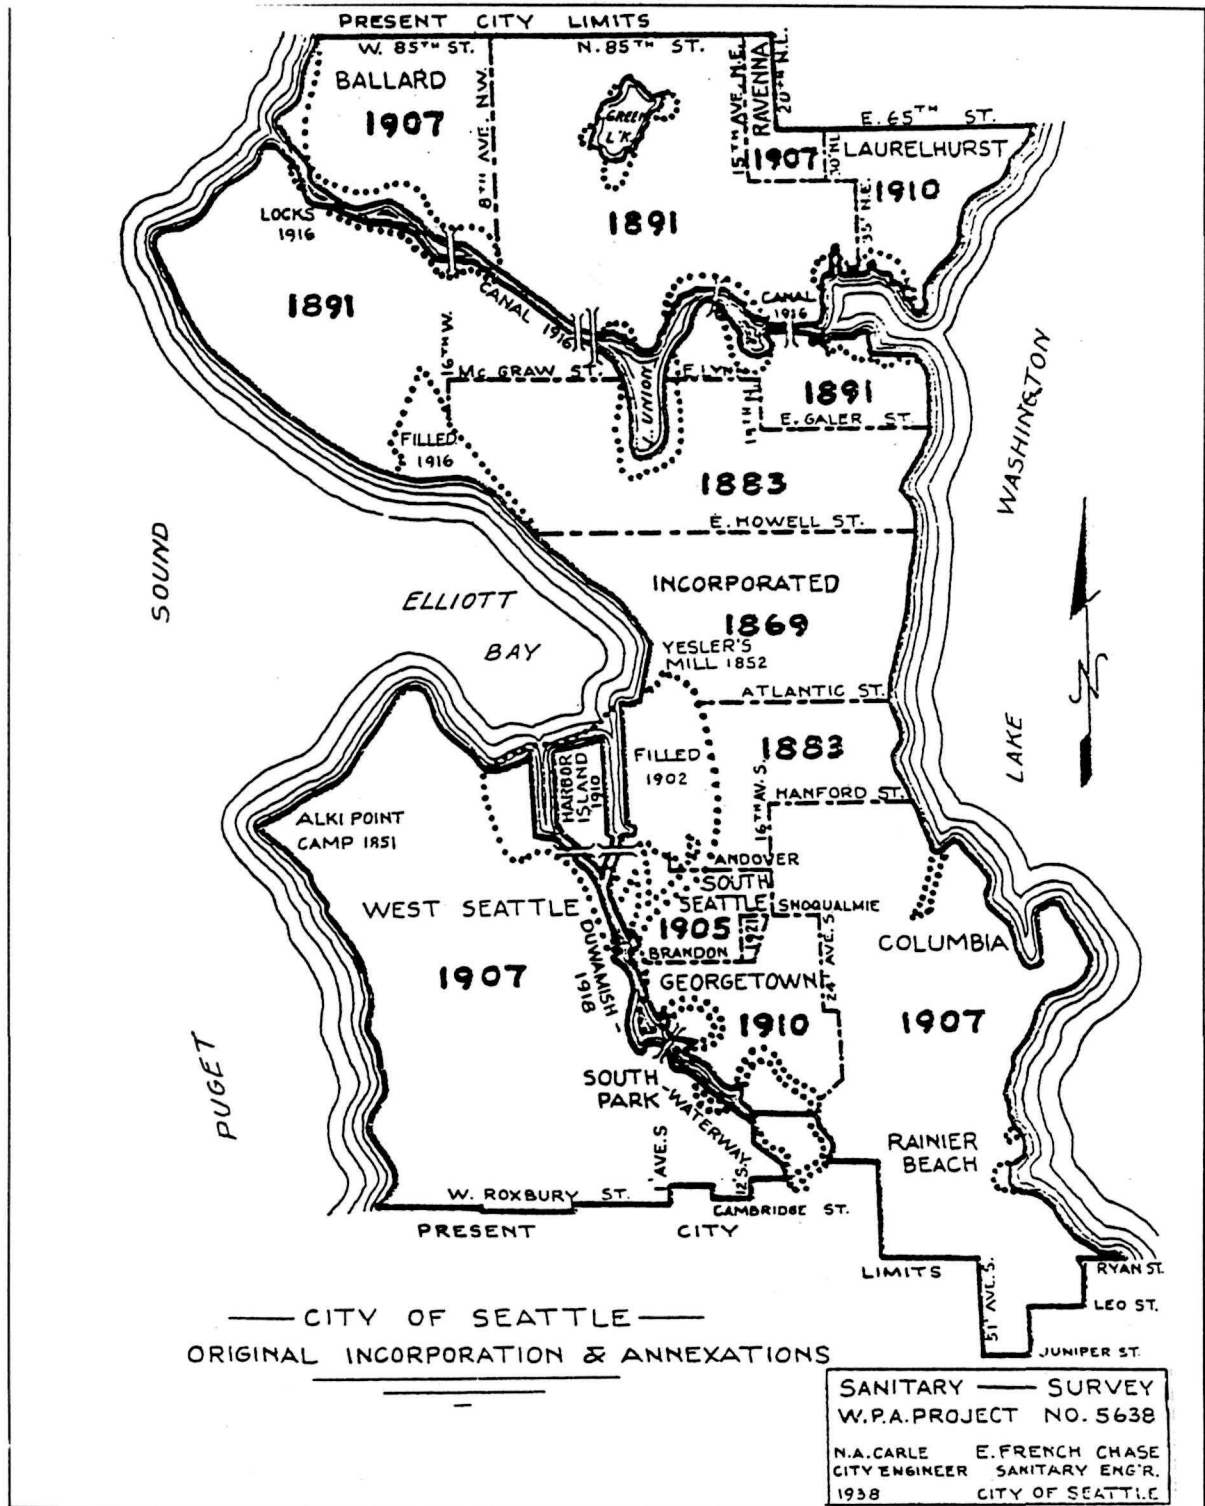 PRESENT CITY LIMITS
W. 85TH ST.
N. 85TH ST.
BALLARD
1907
8TH AVE. N.W.
GREEN
L'K.
15TH AVE. N.E.
RAVENNA
1907
E. 65TH ST.
LAURELHURST
1910
35TH N.E.
LOCKS
1916
1891
1891
CANAL 1916
CANAL
1916
16TH W.
MC GRAW ST.
L. UNION
E. LYN
1891
E. GALER ST.
FILLED
1916
1883
E. HOWELL ST.
WASHINGTON
LAKE
SOUND
PUGET
ELLIOTT
BAY
INCORPORATED
1869
YESLER'S
MILL 1852
ATLANTIC ST.
1883
FILLED
1902
HARBOR
ISLAND
1910
16TH AV. S.
HANFORD ST.
ALKI POINT
CAMP 1851
ANDOVER
SOUTH
SEATTLE
SNOQUALMIE
WEST SEATTLE
1907
1905
1921
BRANDON
DUWAMISH-
1918
GEORGETOWN
1910
24TH AVE. S.
COLUMBIA
1907
SOUTH
PARK
-WATERWAY
RAINIER
BEACH
1 AVE. S
12 S.
W. ROXBURY ST.
CAMBRIDGE ST.
PRESENT CITY
LIMITS
51 AVE. S.
RYAN ST.
LEO ST.
JUNIPER ST.
CITY OF SEATTLE
ORIGINAL INCORPORATION & ANNEXATIONS
SANITARY — SURVEY
W.P.A. PROJECT NO. 5638
N.A. CARLE E. FRENCH CHASE
CITY ENGINEER SANITARY ENG'R.
1938 CITY OF SEATTLE